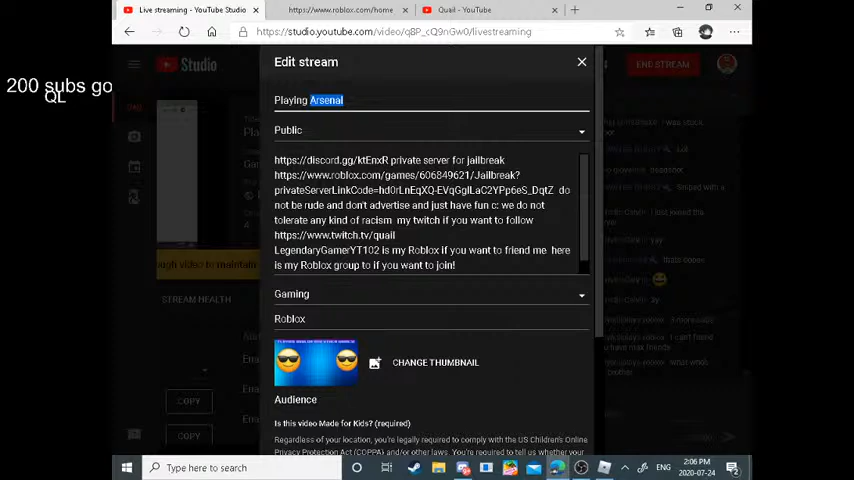 Live streaming - YouTube Studio
https://www.roblox.com/home
Quail - YouTube
https://studio.youtube.com/video/q8P_cQ9nGw0/livestreaming
Studio
END STREAM
200 subs go
QL
Edit stream
Playing Arsenal
Public
https://discord.gg/ktEnxR private server for jailbreak
https://www.roblox.com/games/606849621/Jailbreak?
privateServerLinkCode=hd0rLnEqXQ-EVqGglLaC2YPp6eS_DqtZ do
not be rude and don't advertise and just have fun c: we do not
tolerate any kind of racism my twitch if you want to follow
https://www.twitch.tv/quail
LegendaryGamerYT102 is my Roblox if you want to friend me here
is my Roblox group to if you want to join!
Gaming
Roblox
CHANGE THUMBNAIL
Audience
Is this video Made for Kids? (required)
Regardless of your location, you're legally required to comply with the US Children's Online
Privacy Protection Act (COPPA) and/or other laws. You're required to tell us whether your
ugh video to maintain
STREAM HEALTH
COPY
COPY
Type here to search
ENG
2:06 PM
2020-07-24